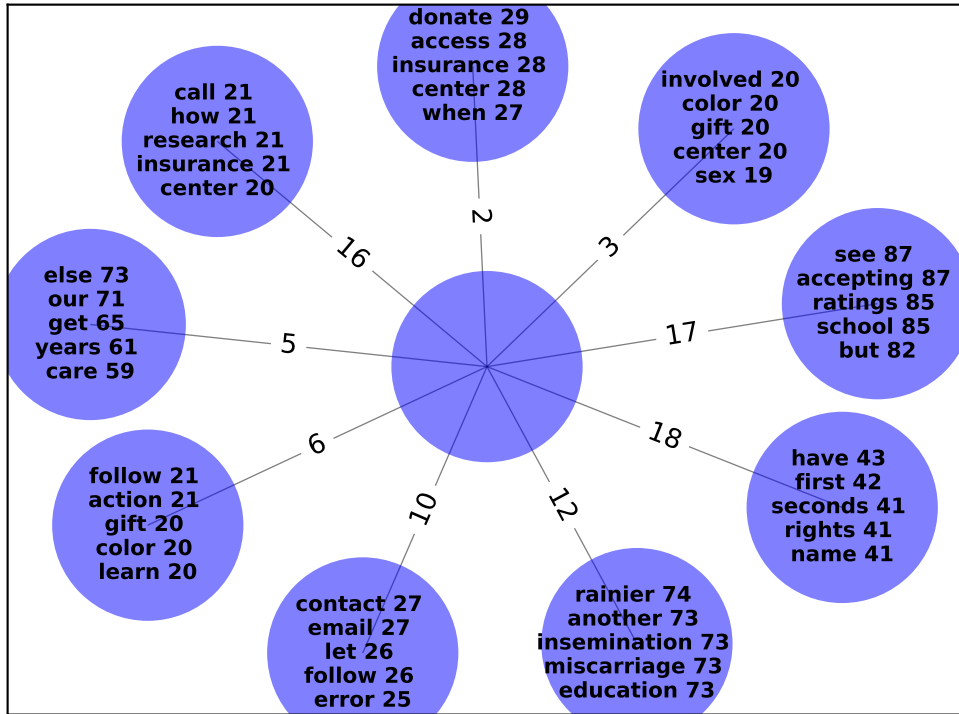 donate 29
access 28
insurance 28
center 28
when 27
involved 20
color 20
gift 20
center 20
sex 19
call 21
how 21
research 21
insurance 21
center 20
2
3
16
see 87
accepting 87
ratings 85
school 85
but 82
else 73
our 71
get 65
years 61
care 59
17
5
18
6
have 43
first 42
seconds 41
rights 41
name 41
follow 21
action 21
gift 20
color 20
learn 20
10
12
contact 27
email 27
let 26
follow 26
error 25
rainier 74
another 73
insemination 73
miscarriage 73
education 73